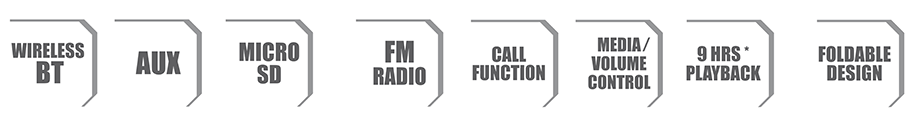 WIRELESS
BT
AUX
MICRO
SD
FM
RADIO
CALL
FUNCTION
MEDIA/
VOLUME
CONTROL
9 HRS *
PLAYBACK
FOLDABLE
DESIGN